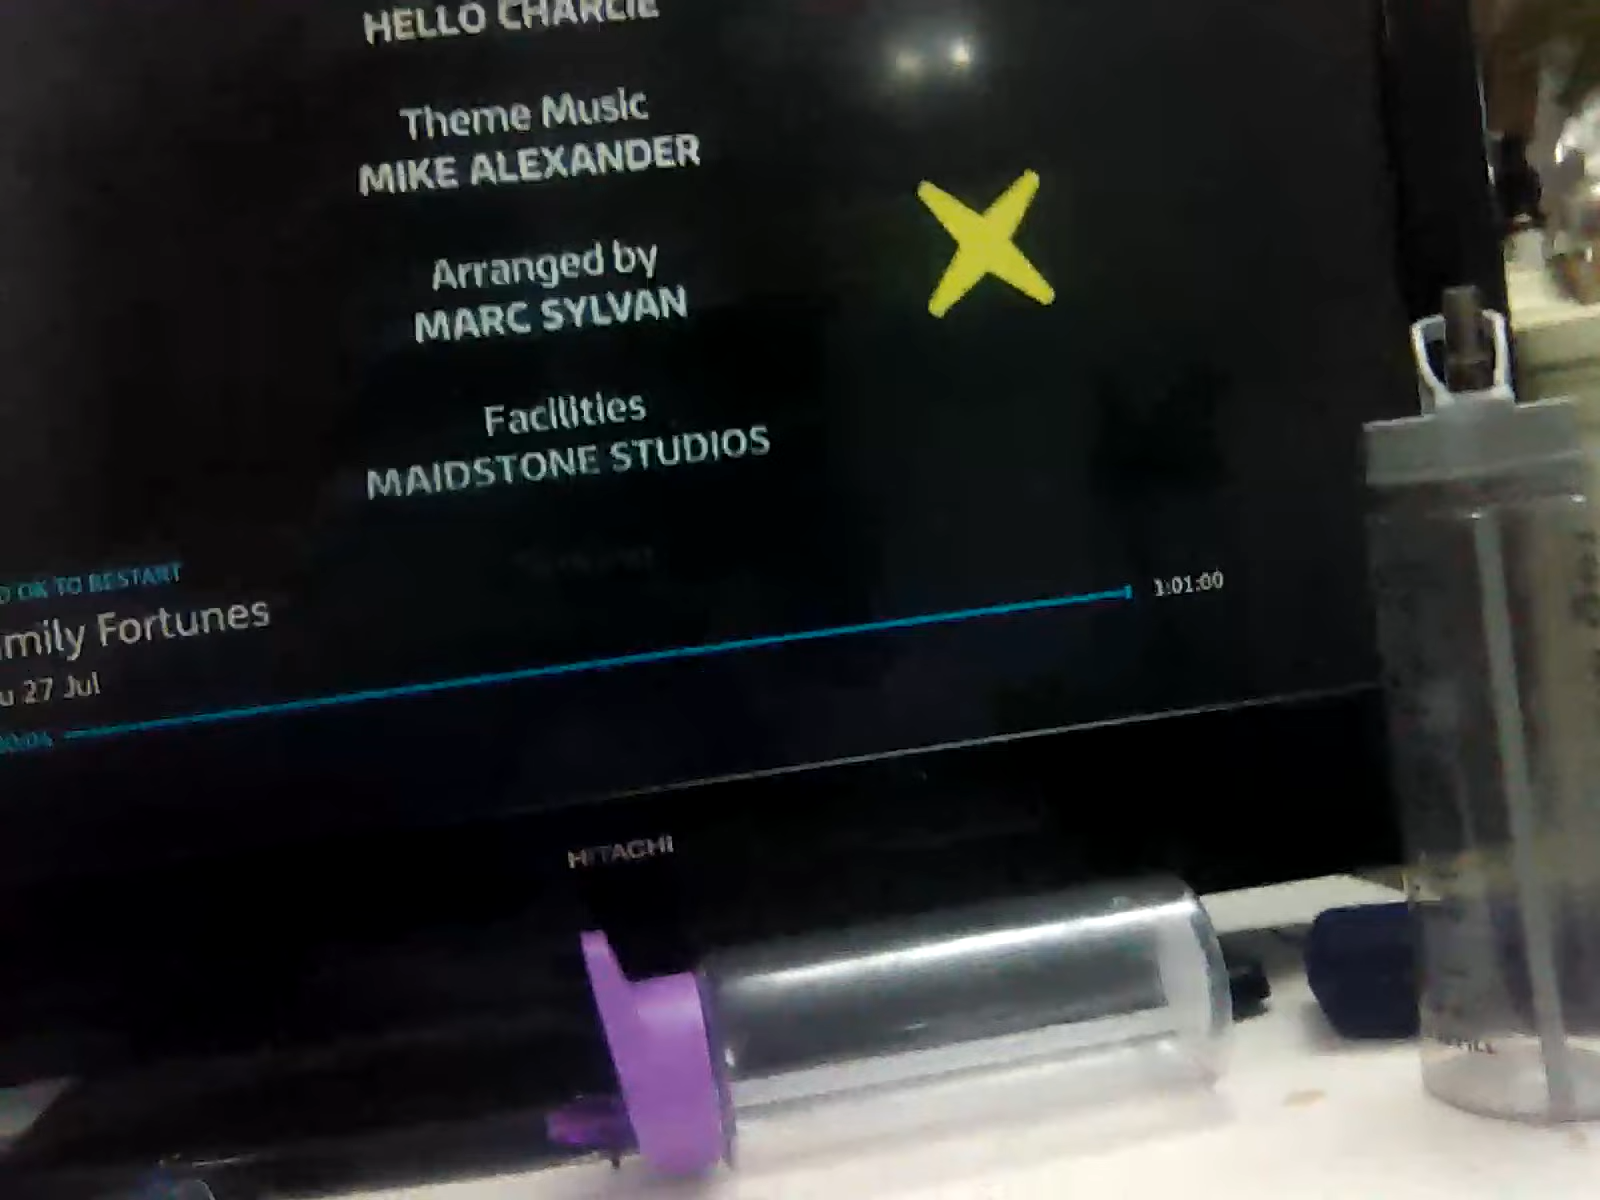 HELLO CHARLIE
Theme Music
MIKE ALEXANDER
Arranged by
MARC SYLVAN
Facilities
MAIDSTONE STUDIOS
D OK TO RESTART
mily Fortunes
u 27 Jul
1:01:00
HITACHI